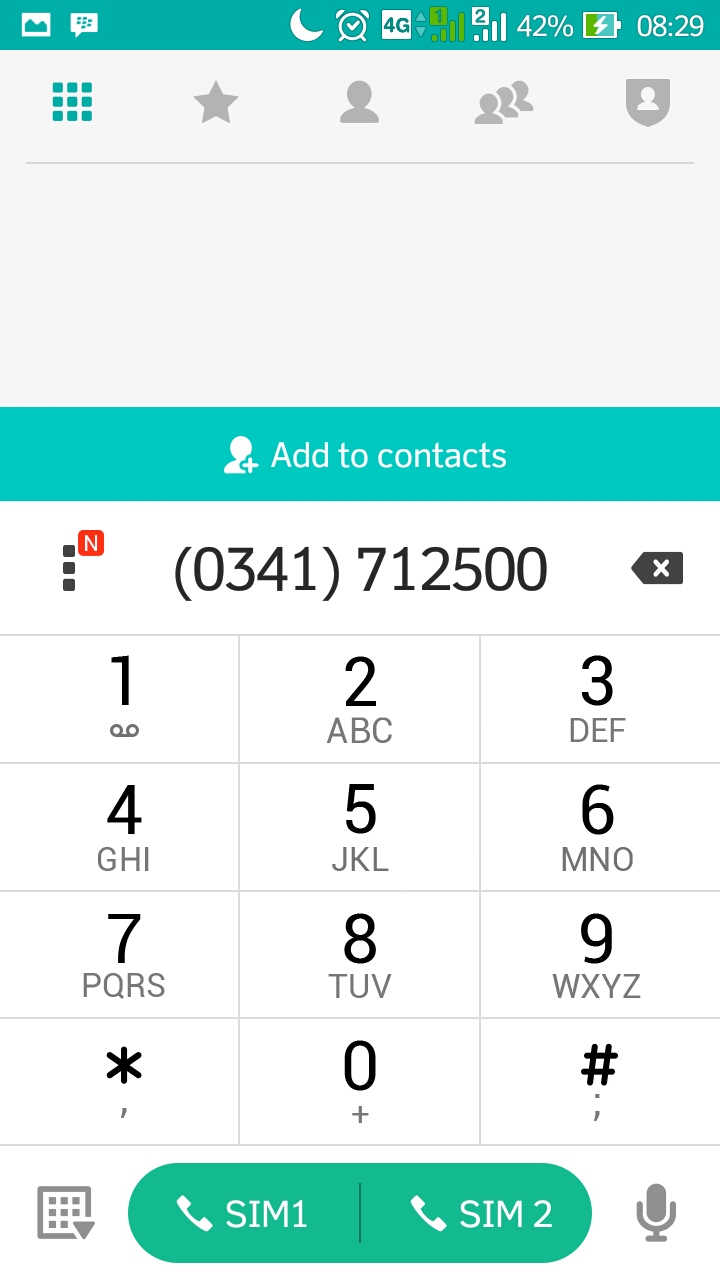 4G 1 2 42% 08:29
Add to contacts
N
(0341) 712500
1 2 3
ABC DEF
4 5 6
GHI JKL MNO
7 8 9
PQRS TUV WXYZ
* 0 #
, + ;
SIM1 SIM 2